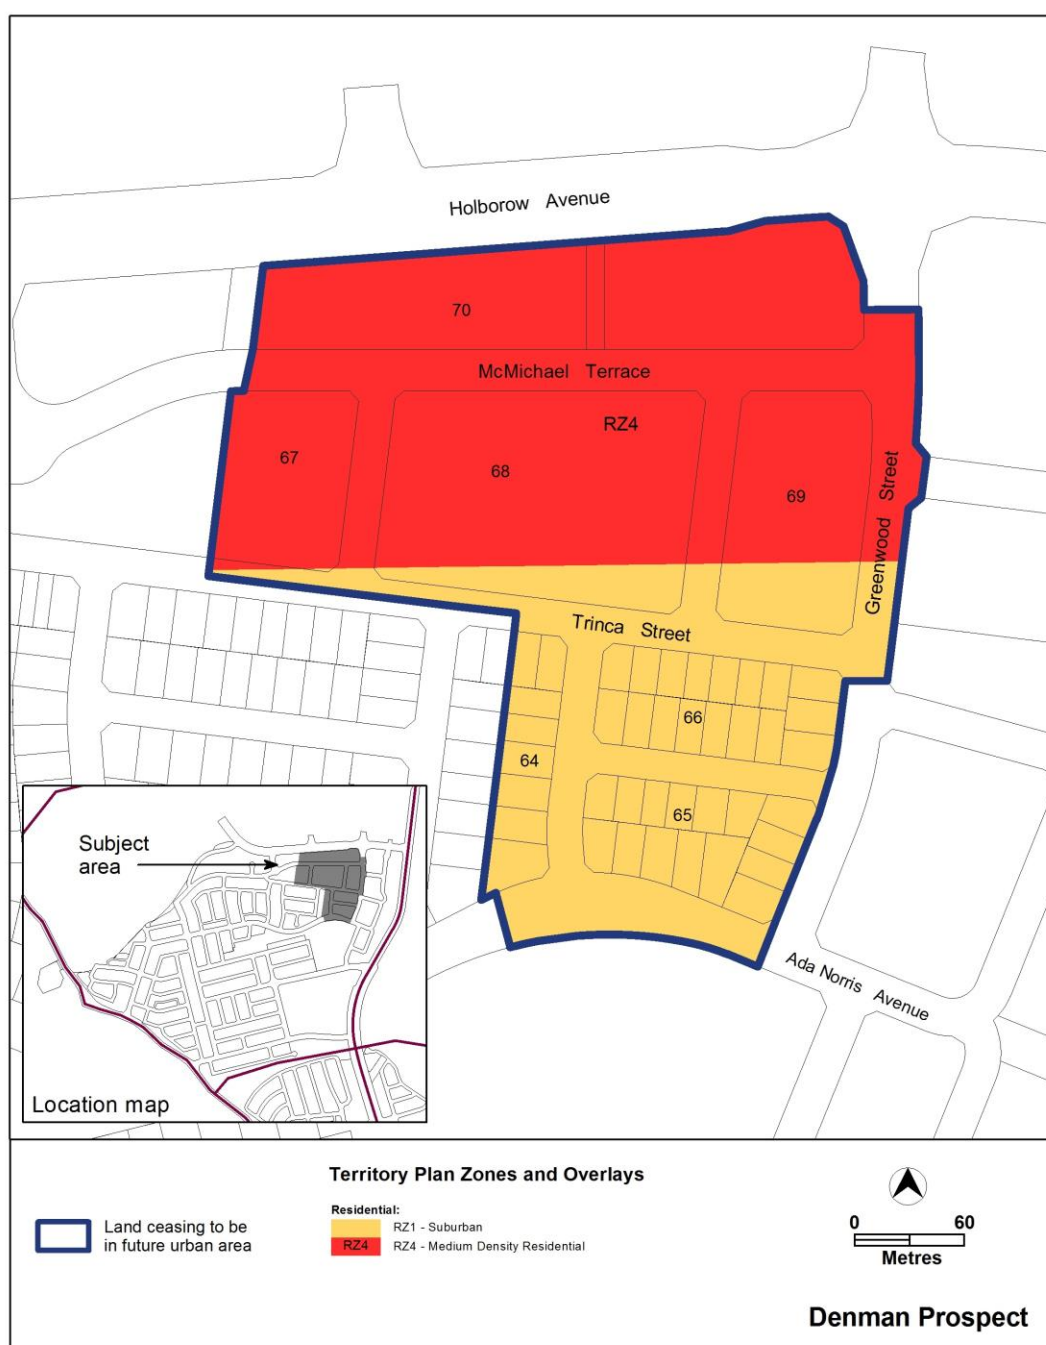 Holborow Avenue
70
McMichael Terrace
RZ4
67
68
69
Greenwood Street
Trinca Street
66
64
65
Ada Norris Avenue
Subject
area
Location map
Territory Plan Zones and Overlays
Land ceasing to be
in future urban area
Residential:
RZ1 - Suburban
RZ4 RZ4 - Medium Density Residential
0 60
Metres
Denman Prospect